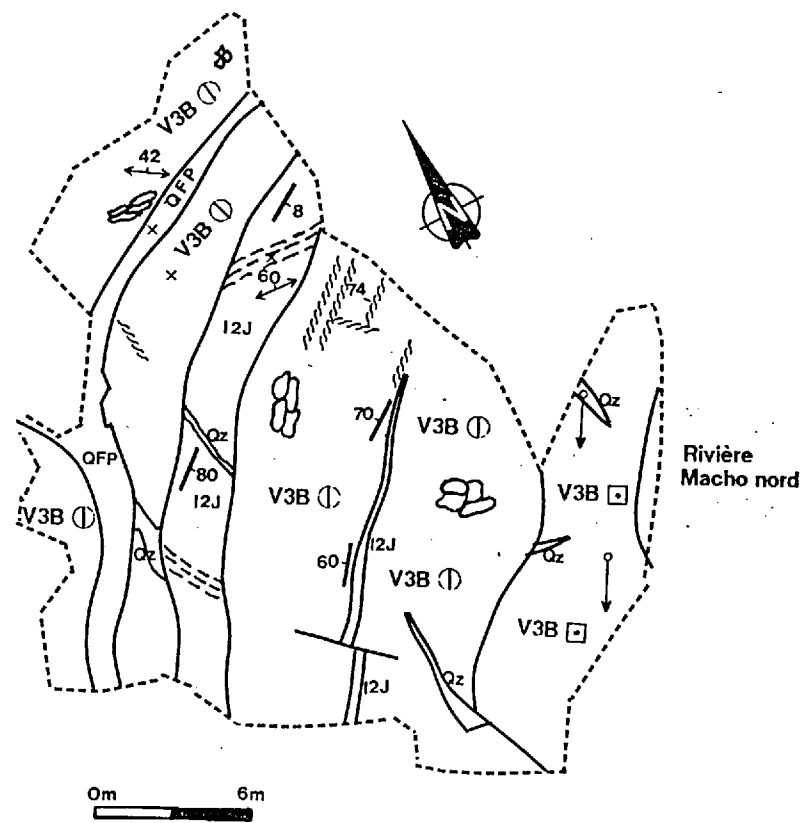 V3B
42
QFP
V3B
8
60
74
I2J
70
Qz
V3B
Qz
QFP
80
I2J
V3B
V3B
Rivière
Macho nord
V3B
V3B
I2J
Qz
Qz
60
V3B
V3B
Qz
I2J
0m 6m